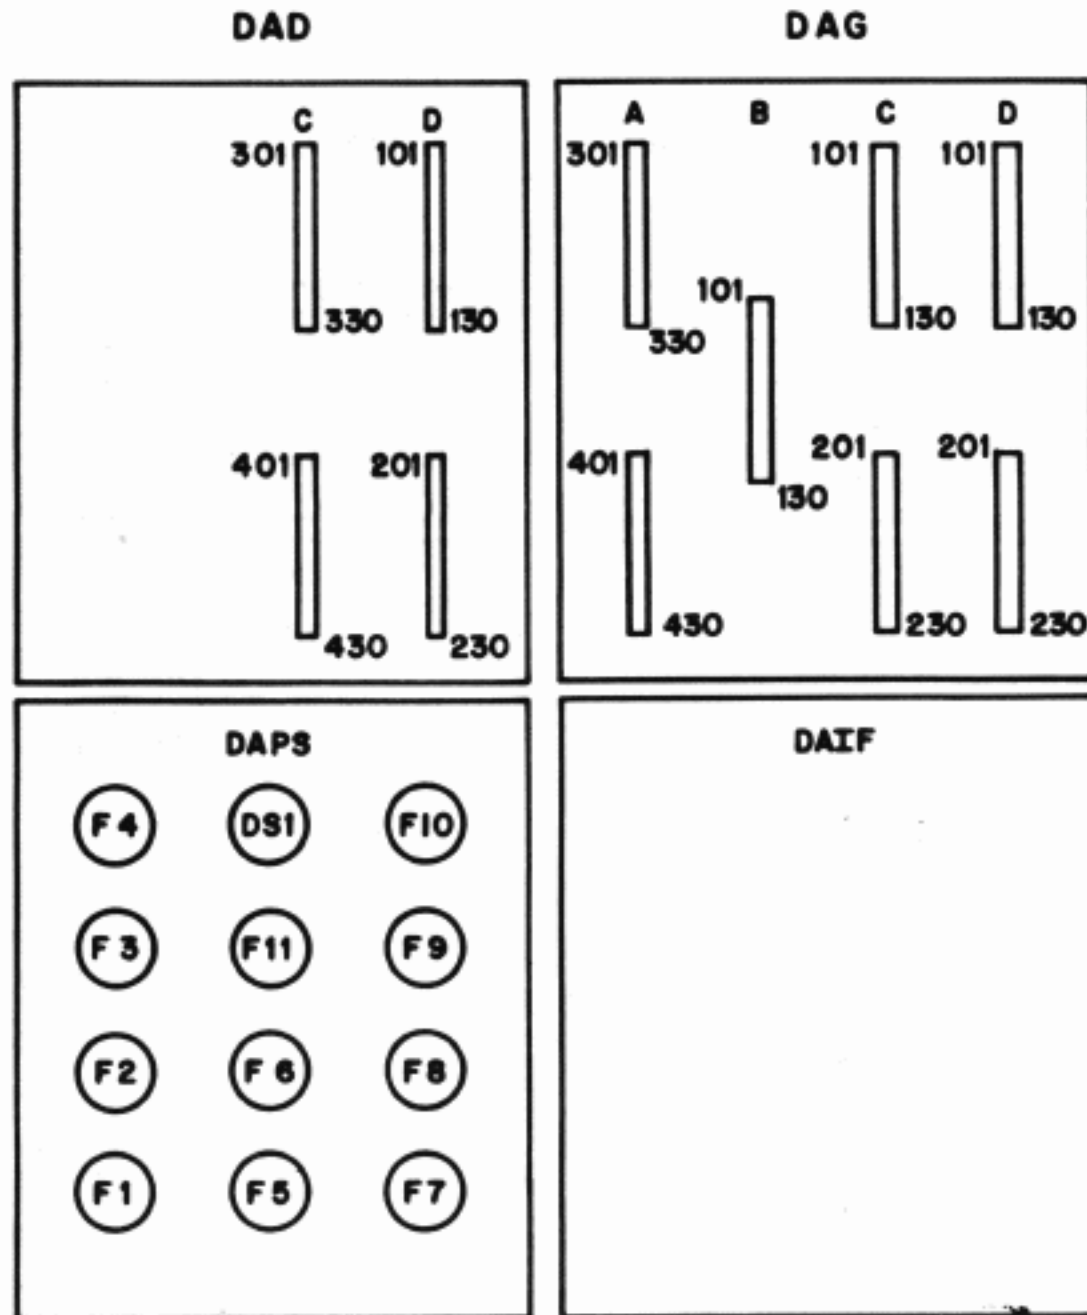 DAD
DAG
C D
301 101
330 130
401 201
430 230
A B C D
301 101 101
101
330 130 130
401 201 201
130
430 230 230
DAPS
F4 DS1 F10
F3 F11 F9
F2 F6 F8
F1 F5 F7
DAIF